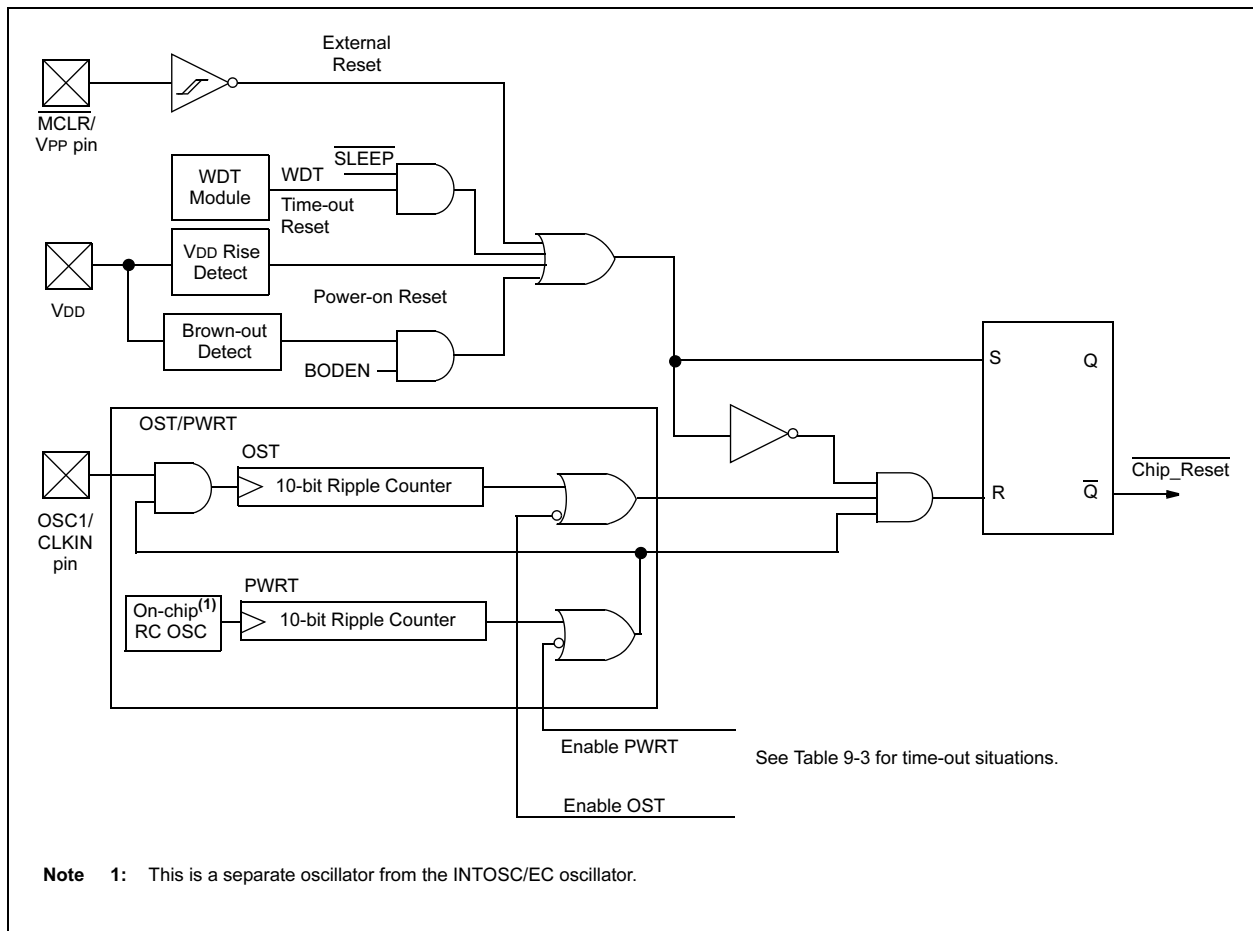 External
Reset
MCLR/
VPP pin
SLEEP
WDT
Module
WDT
Time-out
Reset
VDD Rise
Detect
VDD
Power-on Reset
Brown-out
Detect
BODEN
S
Q
OST/PWRT
OST
10-bit Ripple Counter
Chip_Reset
R
Q
OSC1/
CLKIN
pin
PWRT
On-chip(1)
RC OSC
10-bit Ripple Counter
Enable PWRT
See Table 9-3 for time-out situations.
Enable OST
Note 1: This is a separate oscillator from the INTOSC/EC oscillator.